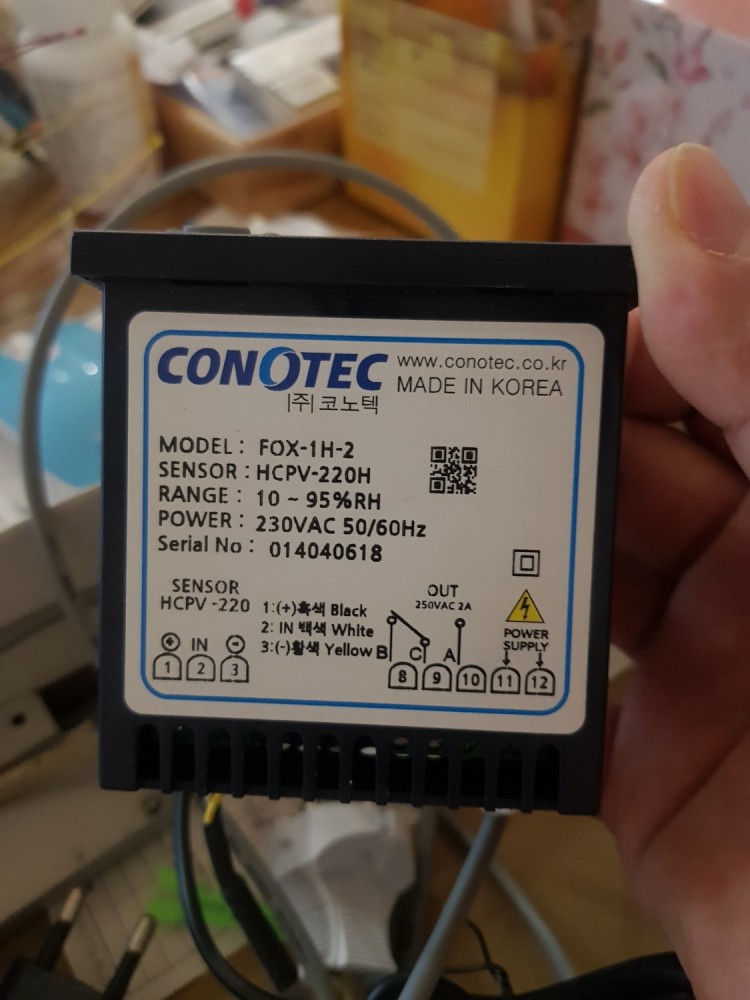 CONOTEC www.conotec.co.kr
(주)코노텍 MADE IN KOREA
MODEL : FOX-1H-2
SENSOR : HCPV-220H
RANGE : 10 ~ 95%RH
POWER : 230VAC 50/60Hz
Serial No : 014040618
SENSOR
HCPV -220
1:(+)흑색 Black
2: IN 백색 White
3:(-)황색 Yellow
+ IN -
1 2 3
OUT
250VAC 2A
B C A
POWER
SUPPLY
8 9 10 11 12